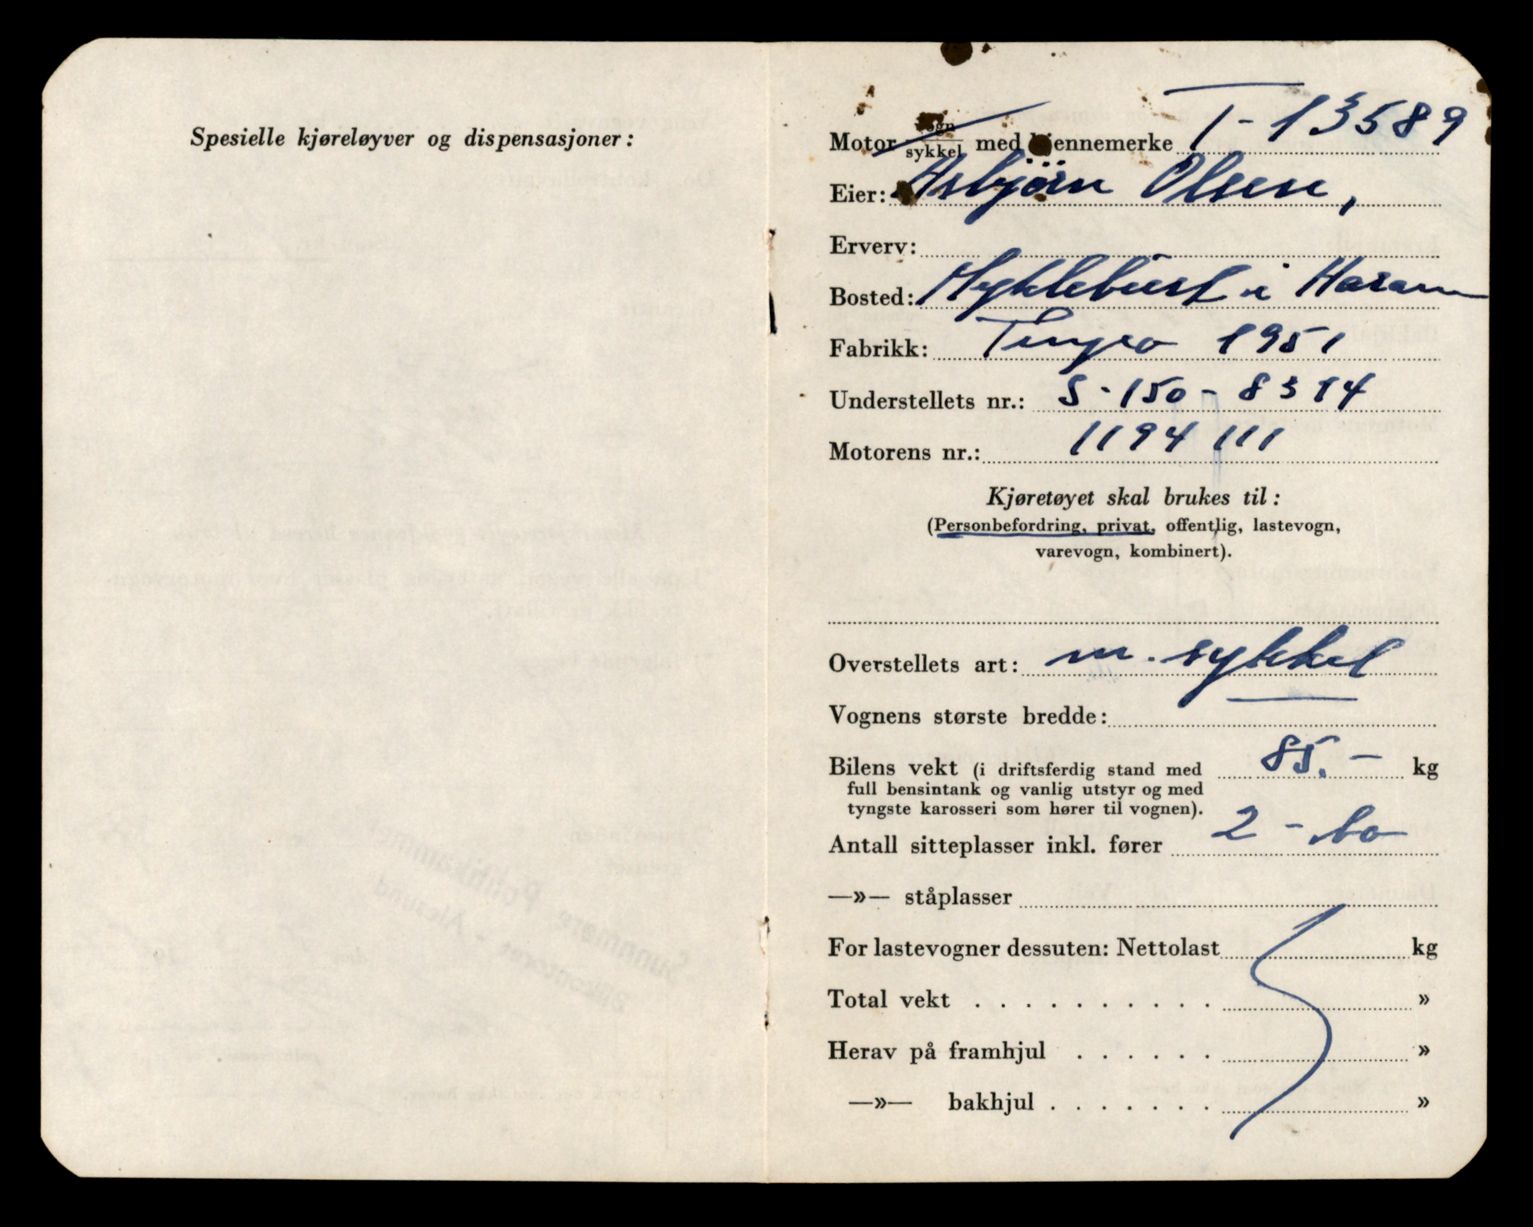 Spesielle kjøreløyver og dispensasjoner:
Motor vogn/sykkel med kjennemerke T-13589
Eier: Asbjörn Olsen,
Erverv:
Bosted: Myklebust i Haram
Fabrikk: Tempo 1951
Understellets nr.: S-150-8314
Motorens nr.: 1194111
Kjøretøyet skal brukes til:
(Personbefordring, privat, offentlig, lastevogn,
varevogn, kombinert).
Overstellets art: m. sykkel
Vognens største bredde:
Bilens vekt (i driftsferdig stand med 85.- kg
full bensintank og vanlig utstyr og med
tyngste karosseri som hører til vognen).
Antall sitteplasser inkl. fører 2 - to
—»— ståplasser
For lastevogner dessuten: Nettolast kg
Total vekt . . . . . . . . . . »
Herav på framhjul . . . . . . »
—»— bakhjul . . . . . . . »